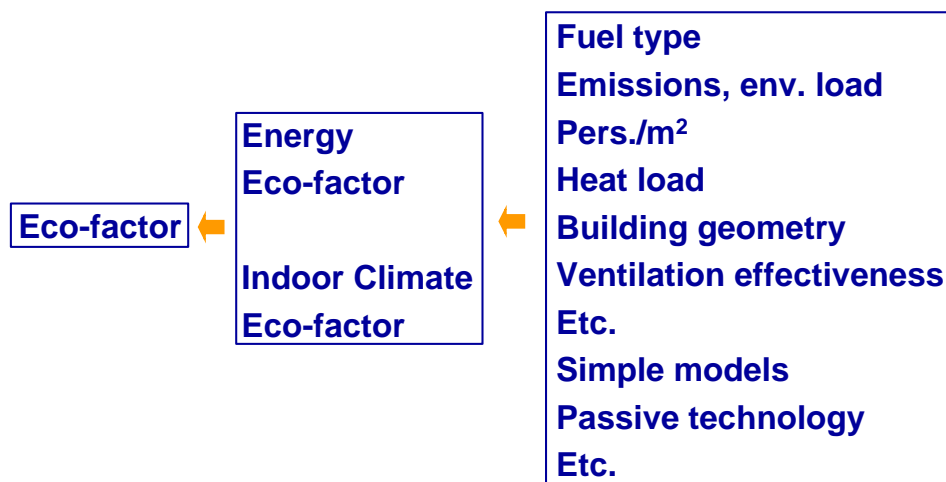 Eco-factor
Energy
Eco-factor
Indoor Climate
Eco-factor
Fuel type
Emissions, env. load
Pers./m²
Heat load
Building geometry
Ventilation effectiveness
Etc.
Simple models
Passive technology
Etc.